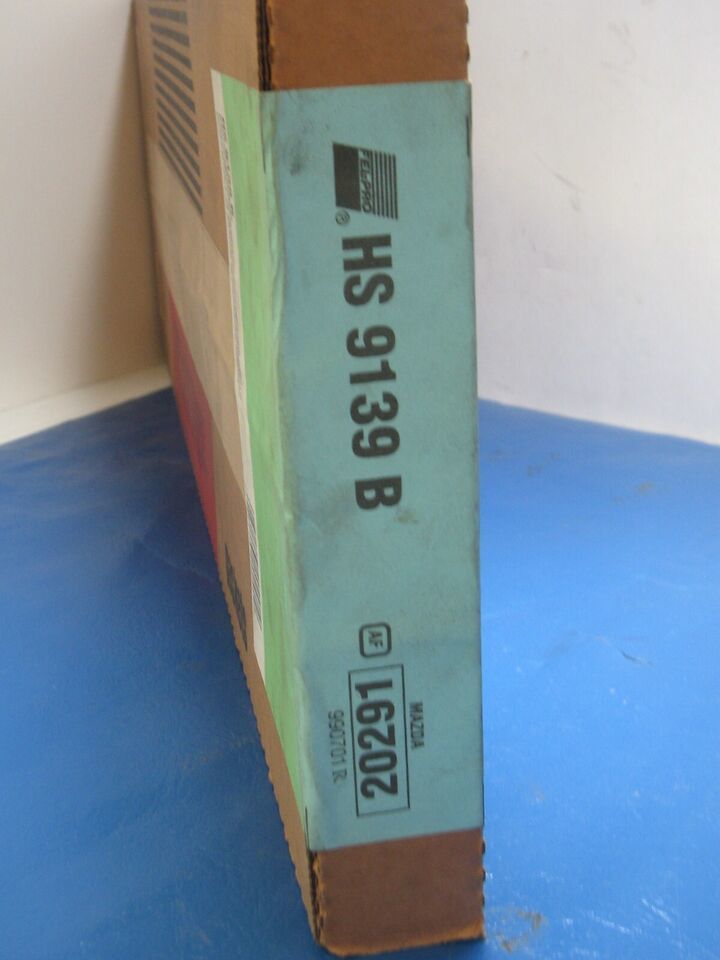 FEL-PRO®
HS 9139 B
AF
MAZDA
20291
990701 R